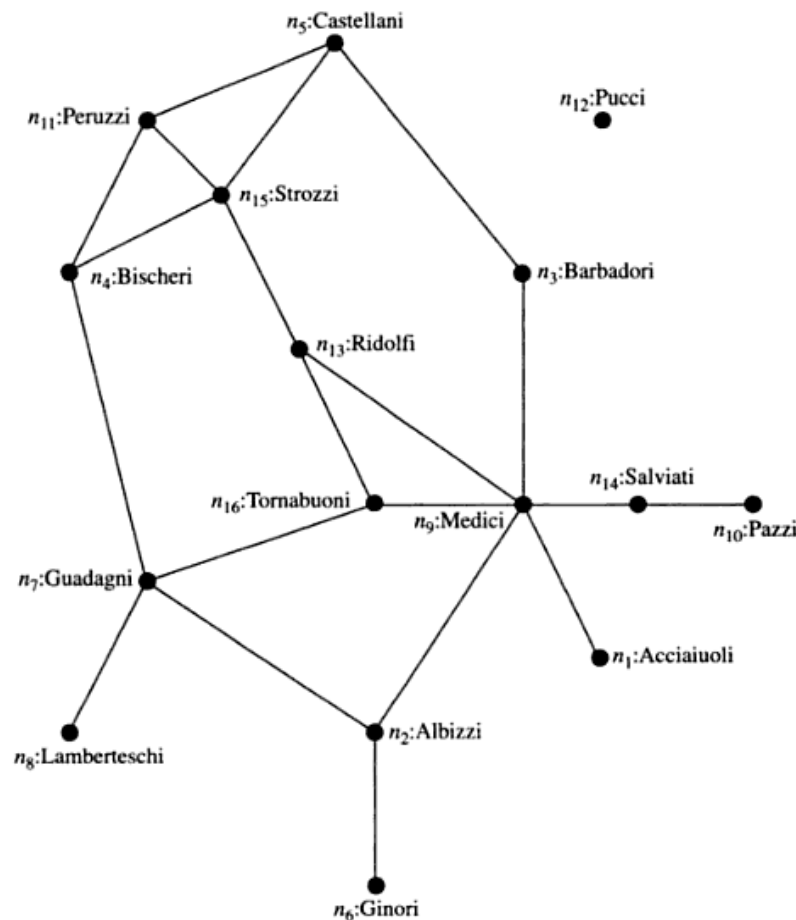 n5:Castellani
n12:Pucci
n11:Peruzzi
n15:Strozzi
n4:Bischeri
n3:Barbadori
n13:Ridolfi
n14:Salviati
n16:Tornabuoni
n9:Medici
n10:Pazzi
n7:Guadagni
n1:Acciaiuoli
n2:Albizzi
n8:Lamberteschi
n6:Ginori